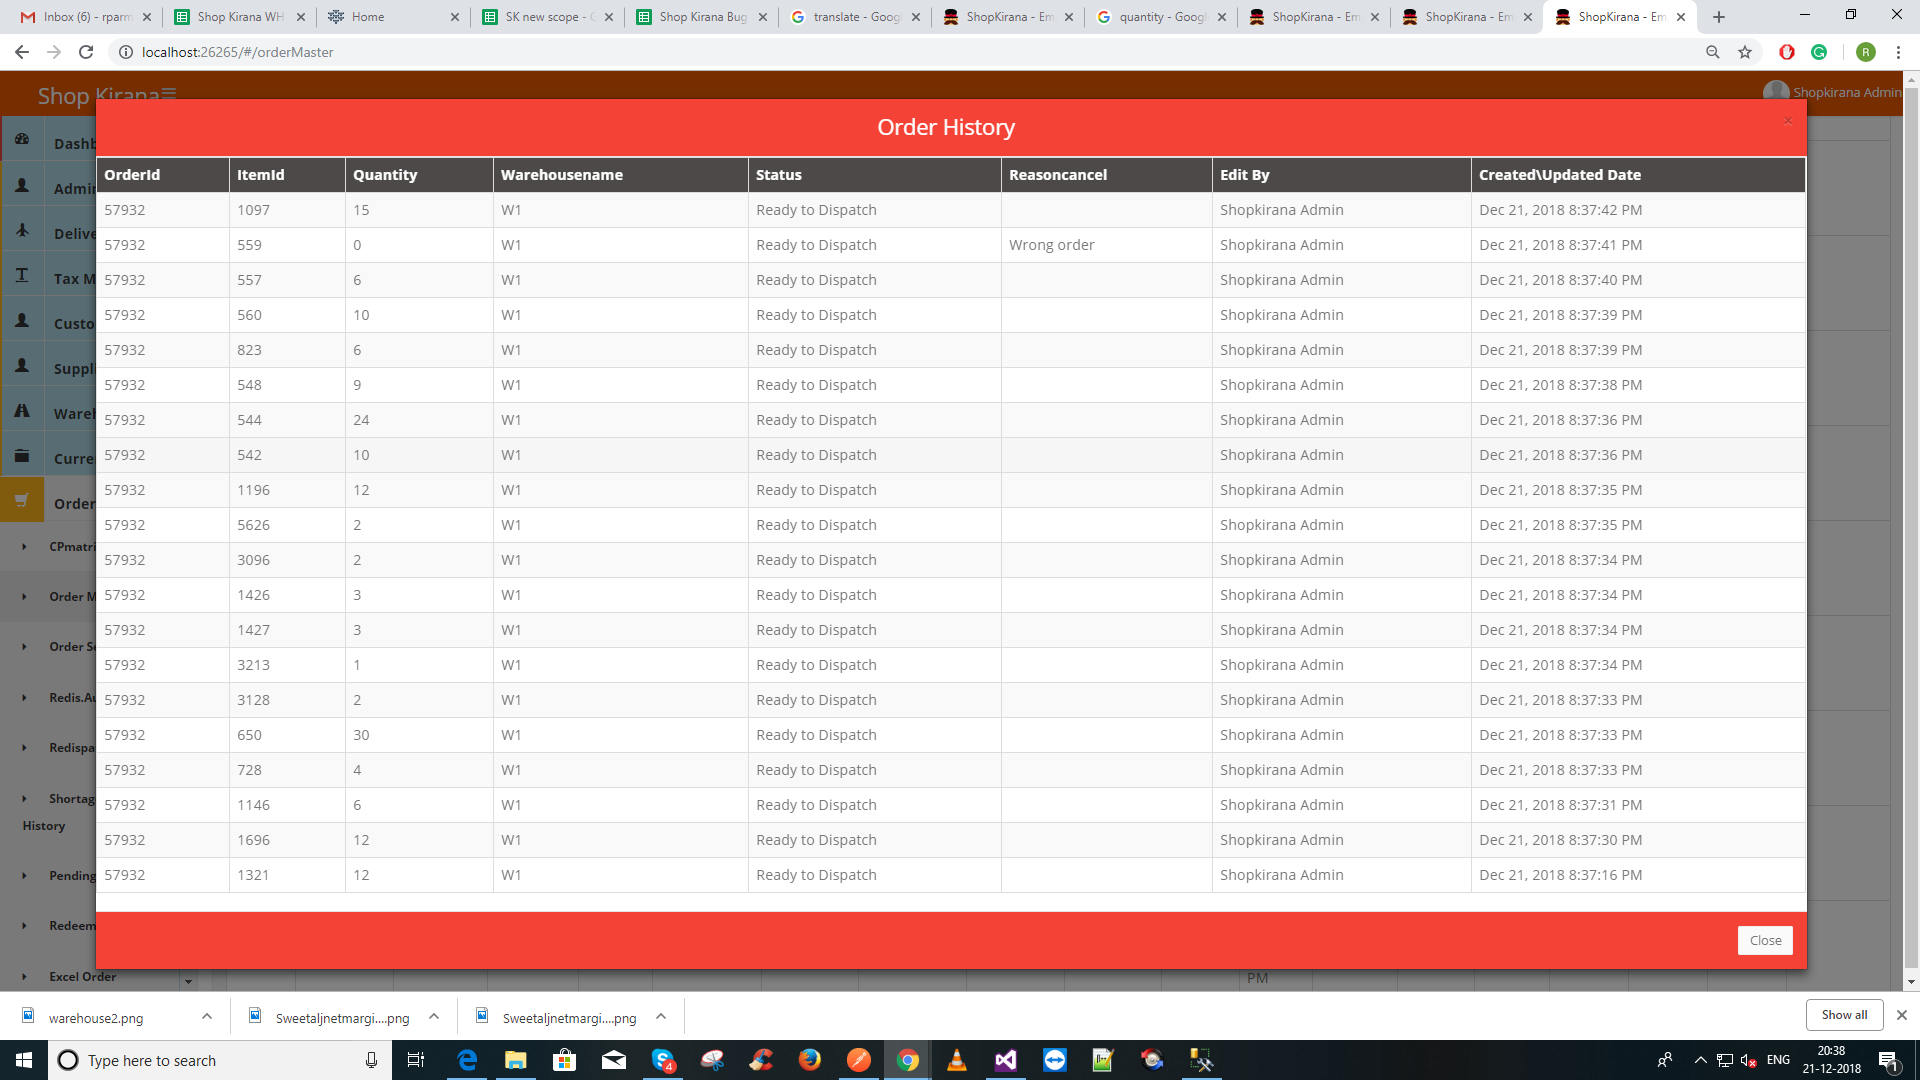 Inbox (6) - rparm
Shop Kirana WH
Home
SK new scope - G
Shop Kirana Bug
translate - Googl
ShopKirana - Em
quantity - Googl
ShopKirana - Em
ShopKirana - Em
ShopKirana - Em
localhost:26265/#/orderMaster
R
Shop Kirana
Shopkirana Admin
Order History
OrderId ItemId Quantity Warehousename Status Reasoncancel Edit By Created\Updated Date
57932 1097 15 W1 Ready to Dispatch Shopkirana Admin Dec 21, 2018 8:37:42 PM
57932 559 0 W1 Ready to Dispatch Wrong order Shopkirana Admin Dec 21, 2018 8:37:41 PM
57932 557 6 W1 Ready to Dispatch Shopkirana Admin Dec 21, 2018 8:37:40 PM
57932 560 10 W1 Ready to Dispatch Shopkirana Admin Dec 21, 2018 8:37:39 PM
57932 823 6 W1 Ready to Dispatch Shopkirana Admin Dec 21, 2018 8:37:39 PM
57932 548 9 W1 Ready to Dispatch Shopkirana Admin Dec 21, 2018 8:37:38 PM
57932 544 24 W1 Ready to Dispatch Shopkirana Admin Dec 21, 2018 8:37:36 PM
57932 542 10 W1 Ready to Dispatch Shopkirana Admin Dec 21, 2018 8:37:36 PM
57932 1196 12 W1 Ready to Dispatch Shopkirana Admin Dec 21, 2018 8:37:35 PM
57932 5626 2 W1 Ready to Dispatch Shopkirana Admin Dec 21, 2018 8:37:35 PM
57932 3096 2 W1 Ready to Dispatch Shopkirana Admin Dec 21, 2018 8:37:34 PM
57932 1426 3 W1 Ready to Dispatch Shopkirana Admin Dec 21, 2018 8:37:34 PM
57932 1427 3 W1 Ready to Dispatch Shopkirana Admin Dec 21, 2018 8:37:34 PM
57932 3213 1 W1 Ready to Dispatch Shopkirana Admin Dec 21, 2018 8:37:34 PM
57932 3128 2 W1 Ready to Dispatch Shopkirana Admin Dec 21, 2018 8:37:33 PM
57932 650 30 W1 Ready to Dispatch Shopkirana Admin Dec 21, 2018 8:37:33 PM
57932 728 4 W1 Ready to Dispatch Shopkirana Admin Dec 21, 2018 8:37:33 PM
57932 1146 6 W1 Ready to Dispatch Shopkirana Admin Dec 21, 2018 8:37:31 PM
57932 1696 12 W1 Ready to Dispatch Shopkirana Admin Dec 21, 2018 8:37:30 PM
57932 1321 12 W1 Ready to Dispatch Shopkirana Admin Dec 21, 2018 8:37:16 PM
Close
Dashb
Admin
Delive
Tax M
Custo
Suppli
Wareh
Curre
Order
CPmatri
Order M
Order Se
Redis.Au
Redispa
Shortag
History
Pending
Redeem
Excel Order
PM
warehouse2.png
Sweetaljnetmargi....png
Sweetaljnetmargi....png
Show all
Type here to search
4
ENG
20:38
21-12-2018
1